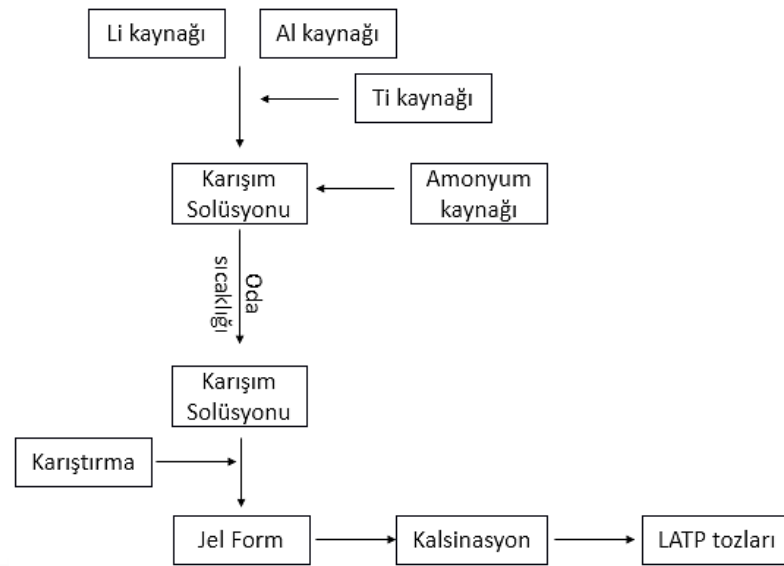 Li kaynağı
Al kaynağı
Ti kaynağı
Karışım
Solüsyonu
Amonyum
kaynağı
Oda
sıcaklığı
Karışım
Solüsyonu
Karıştırma
Jel Form
Kalsinasyon
LATP tozları